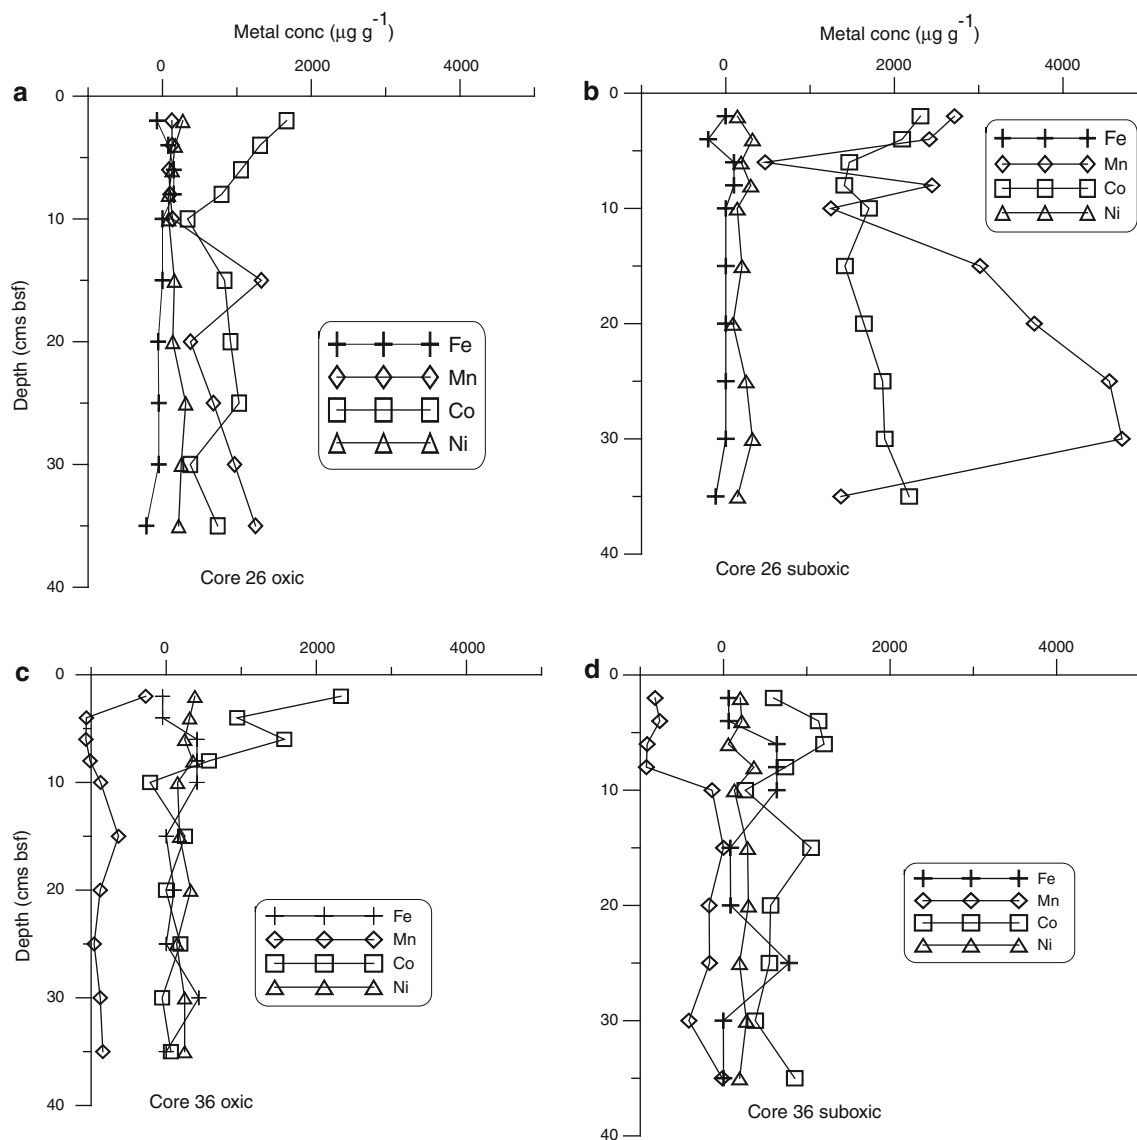 Metal conc (µg g-1)
0 2000 4000
a
0
10
20
30
40
Depth (cms bsf)
Fe
Mn
Co
Ni
Core 26 oxic
Metal conc (µg g-1)
0 2000 4000
b
0
10
20
30
40
Fe
Mn
Co
Ni
Core 26 suboxic
0 2000 4000
c
0
10
20
30
40
Depth (cms bsf)
Fe
Mn
Co
Ni
Core 36 oxic
0 2000 4000
d
0
10
20
30
40
Fe
Mn
Co
Ni
Core 36 suboxic